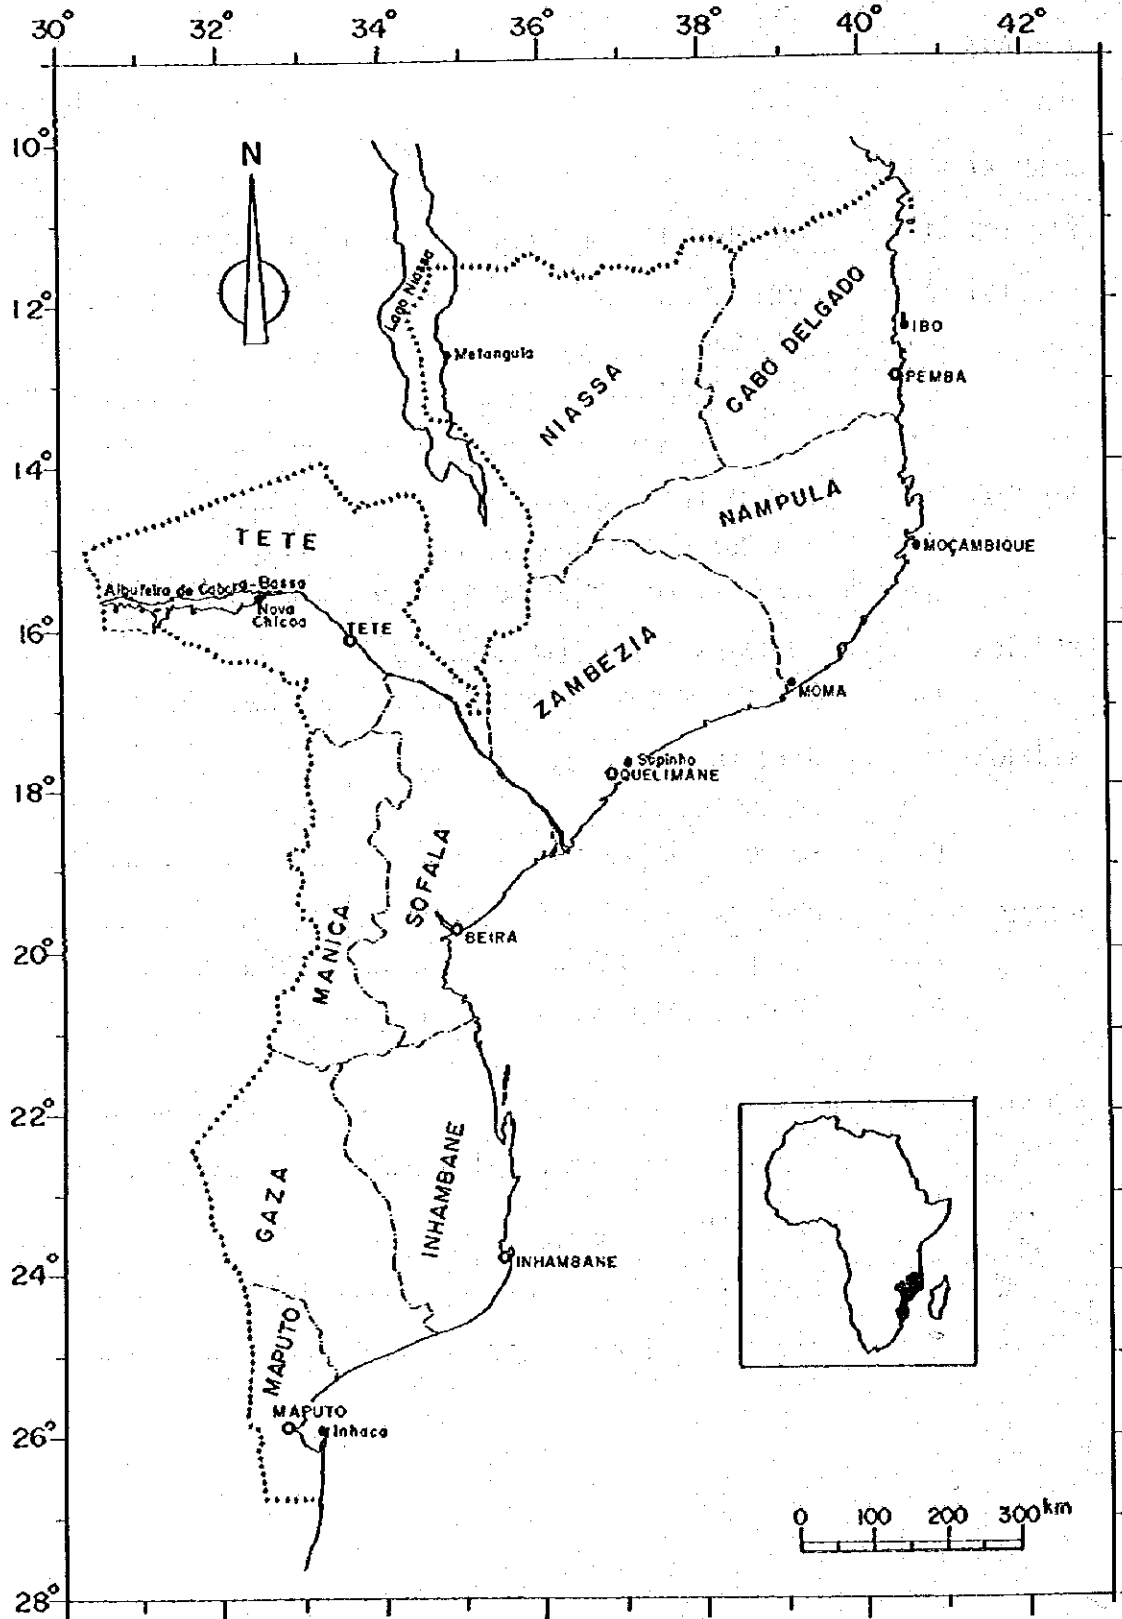 30° 32° 34° 36° 38° 40° 42°
10°
N
12°
Lago Niassa
Metangula
NIASSA
CABO DELGADO
IBO
PEMBA
14°
NAMPULA
TETE
MOÇAMBIQUE
Albufeira de Cabora-Bassa
Nova
Chicoa
16°
TETE
ZAMBEZIA
MOMA
Sopinho
QUELIMANE
18°
SOFALA
MANICA
BEIRA
20°
22°
GAZA
INHAMBANE
INHAMBANE
24°
MAPUTO
MAPUTO
Inhaca
26°
0 100 200 300 km
28°